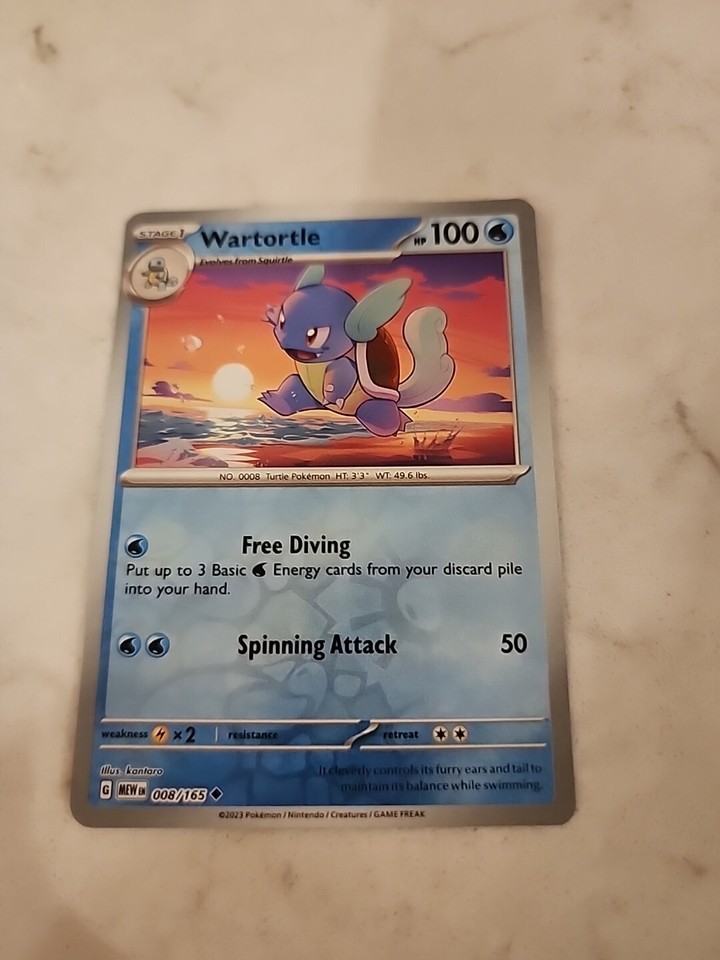 STAGE 1 Wartortle HP 100
Evolves from Squirtle
NO. 0008 Turtle Pokémon HT: 3'3" WT: 49.6 lbs.
Free Diving
Put up to 3 Basic Energy cards from your discard pile
into your hand.
Spinning Attack 50
weakness ×2 resistance retreat
Illus. kantaro
It cleverly controls its furry ears and tail to
maintain its balance while swimming.
G MEW EN 008/165
©2023 Pokémon / Nintendo / Creatures / GAME FREAK